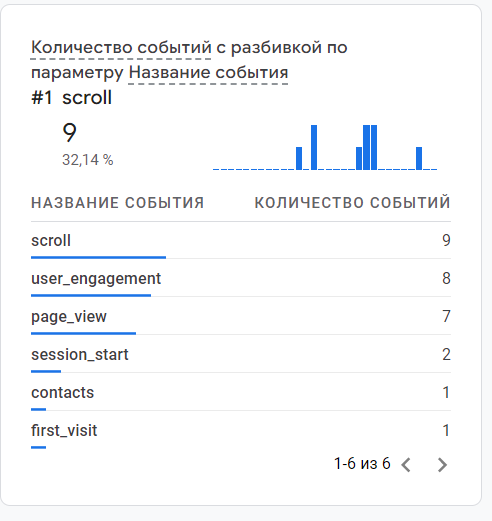 Количество событий с разбивкой по
параметру Название события
#1 scroll
9
32,14 %
НАЗВАНИЕ СОБЫТИЯ КОЛИЧЕСТВО СОБЫТИЙ
scroll 9
user_engagement 8
page_view 7
session_start 2
contacts 1
first_visit 1
1-6 из 6